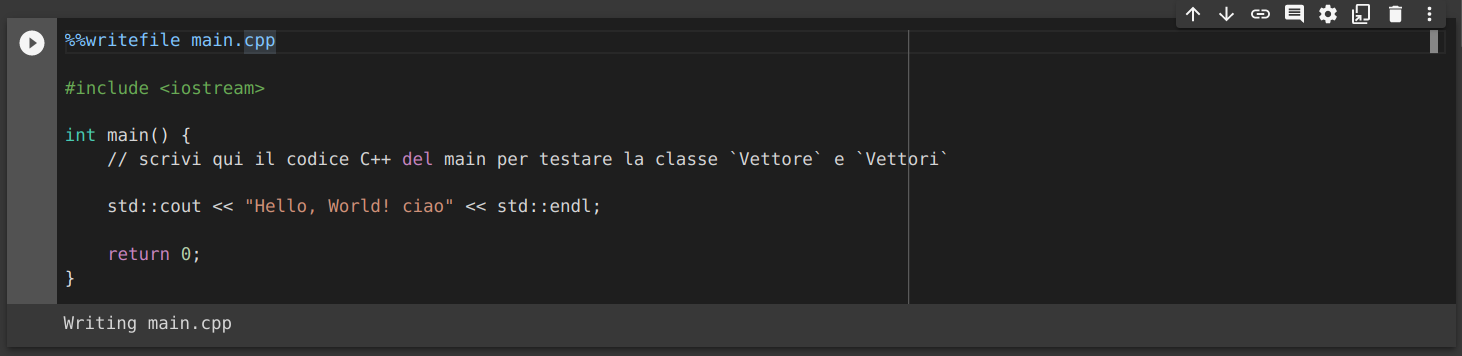 %%writefile main.cpp
#include <iostream>
int main() {
// scrivi qui il codice C++ del main per testare la classe `Vettore` e `Vettori`
std::cout << "Hello, World! ciao" << std::endl;
return 0;
}
Writing main.cpp